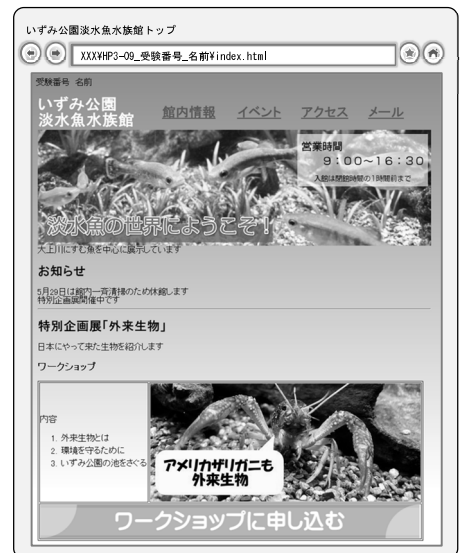 いずみ公園淡水魚水族館トップ
XXX¥HP3-09_受験番号_名前¥index.html
受験番号 名前
いずみ公園
淡水魚水族館
館内情報 イベント アクセス メール
営業時間
9：00～16：30
入館は閉館時間の1時間前まで
淡水魚の世界にようこそ！
大上川にすむ魚を中心に展示しています
お知らせ
5月29日は館内一斉清掃のため休館します
特別企画展開催中です
特別企画展「外来生物」
日本にやって来た生物を紹介します
ワークショップ
内容
1. 外来生物とは
2. 環境を守るために
3. いずみ公園の池をさぐる
アメリカザリガニも
外来生物
ワークショップに申し込む